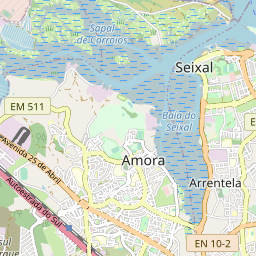 Sapal
de Corroios
Seixal
EM 511
Baía do
Seixal
Avenida 25 de Abril
Amora
Arrentela
Autoestrada do Sul
EN 10-2